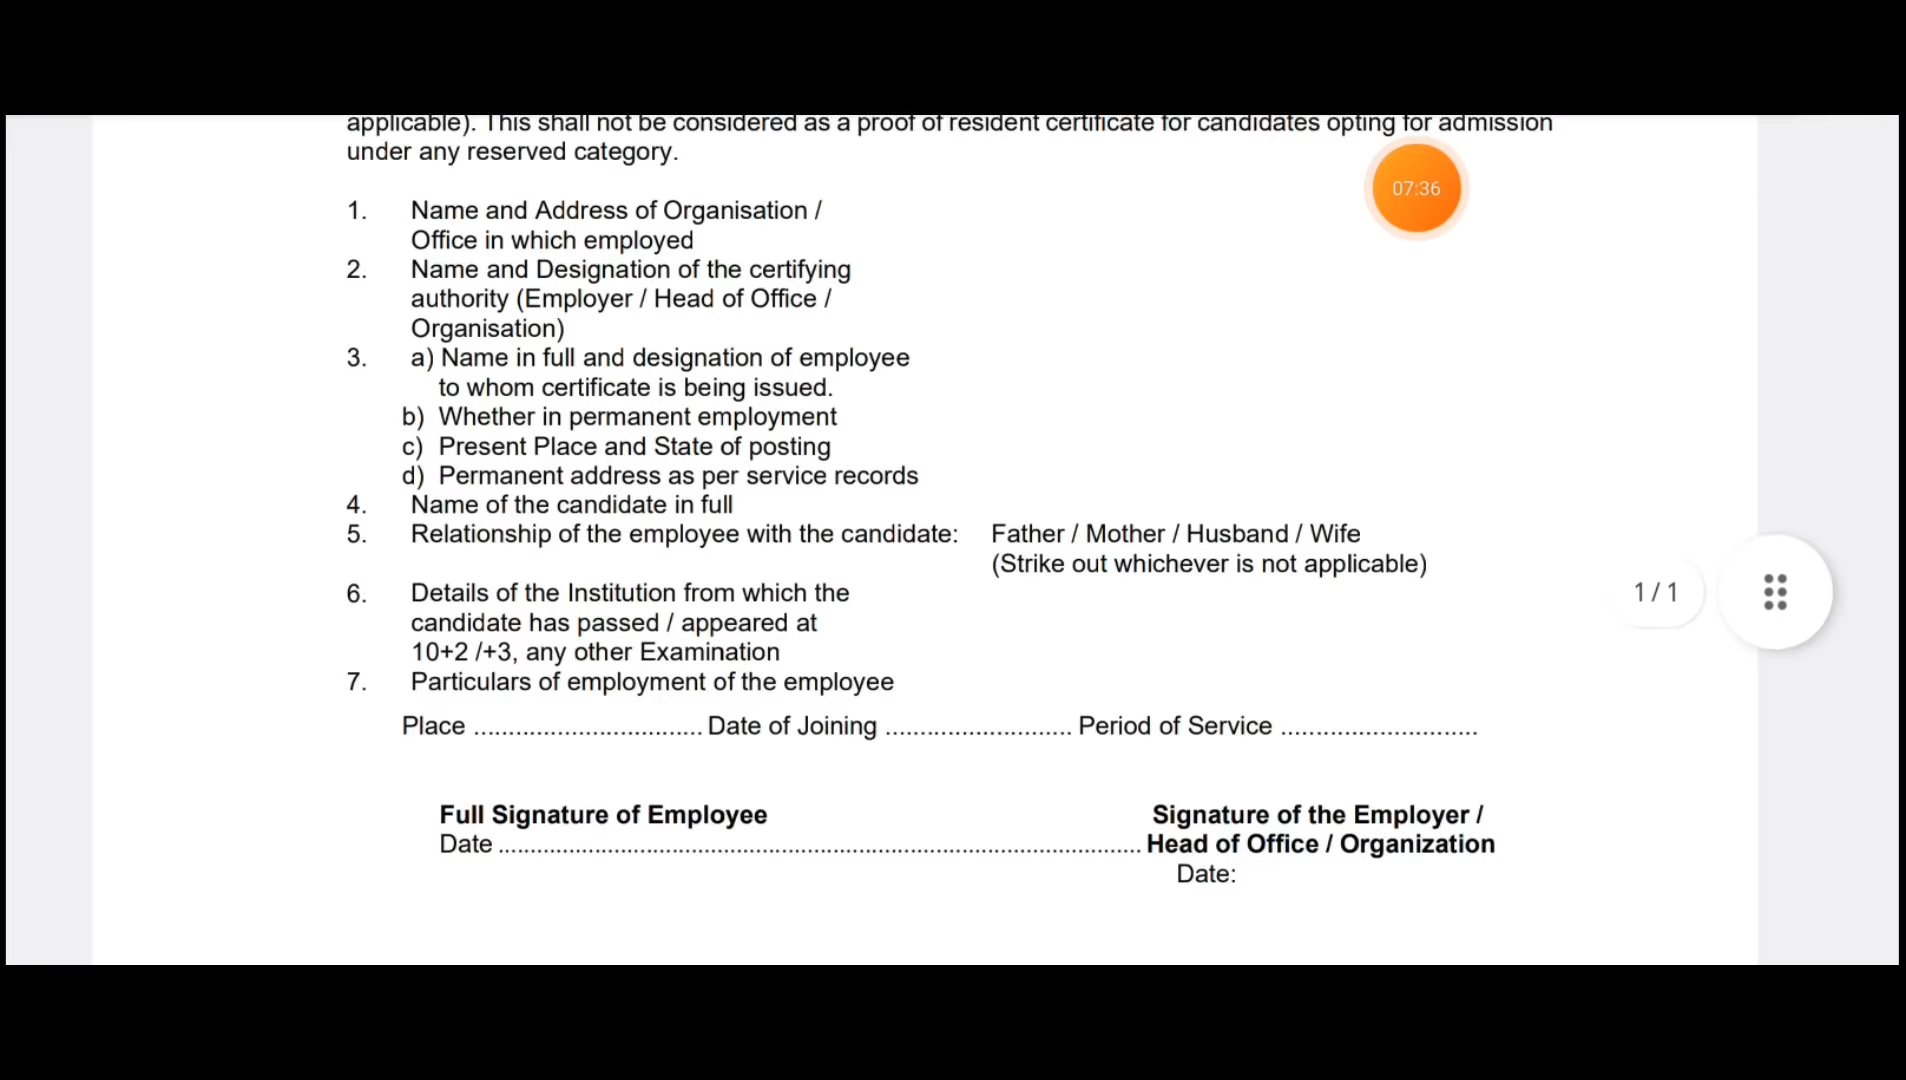 applicable). This shall not be considered as a proof of resident certificate for candidates opting for admission
under any reserved category.
07:36
1. Name and Address of Organisation /
Office in which employed
2. Name and Designation of the certifying
authority (Employer / Head of Office /
Organisation)
3. a) Name in full and designation of employee
to whom certificate is being issued.
b) Whether in permanent employment
c) Present Place and State of posting
d) Permanent address as per service records
4. Name of the candidate in full
5. Relationship of the employee with the candidate: Father / Mother / Husband / Wife
(Strike out whichever is not applicable)
6. Details of the Institution from which the
1 / 1
candidate has passed / appeared at
10+2 /+3, any other Examination
7. Particulars of employment of the employee
Place ................................. Date of Joining ........................... Period of Service ............................
Full Signature of Employee Signature of the Employer /
Date .................................................................................................... Head of Office / Organization
Date: